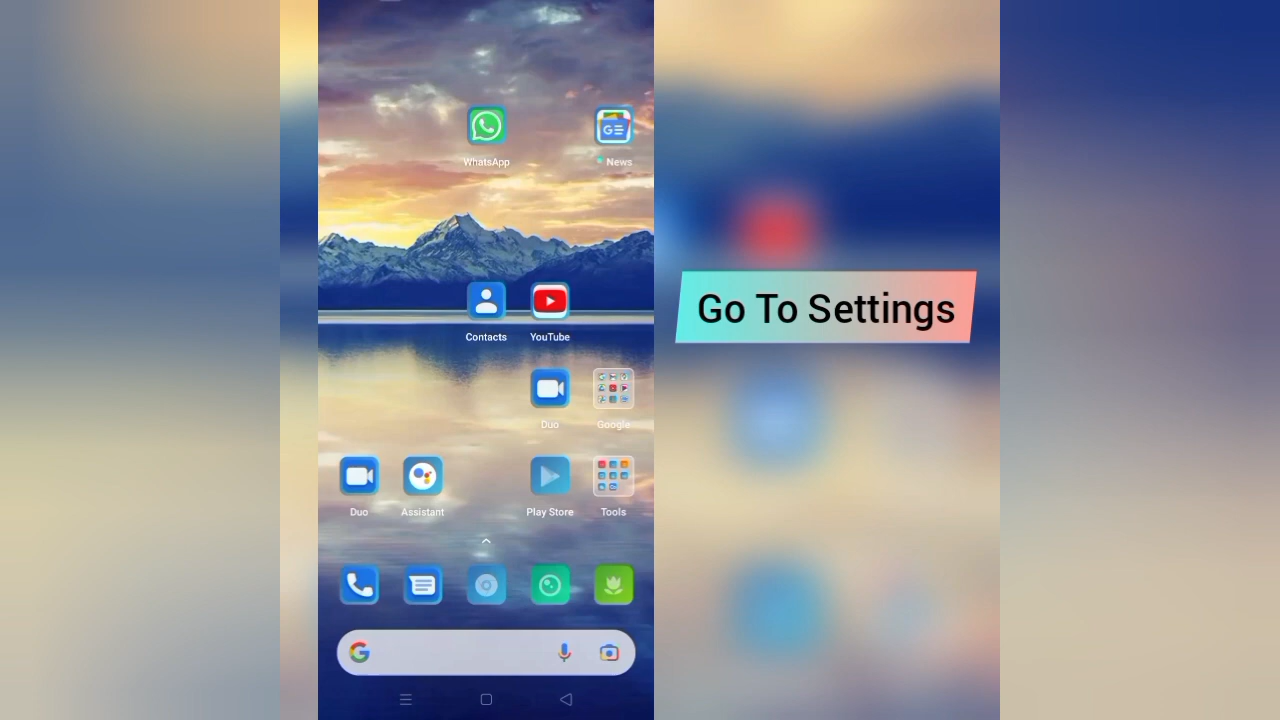 WhatsApp
News
Contacts
YouTube
Go To Settings
Duo
Google
Duo
Assistant
Play Store
Tools